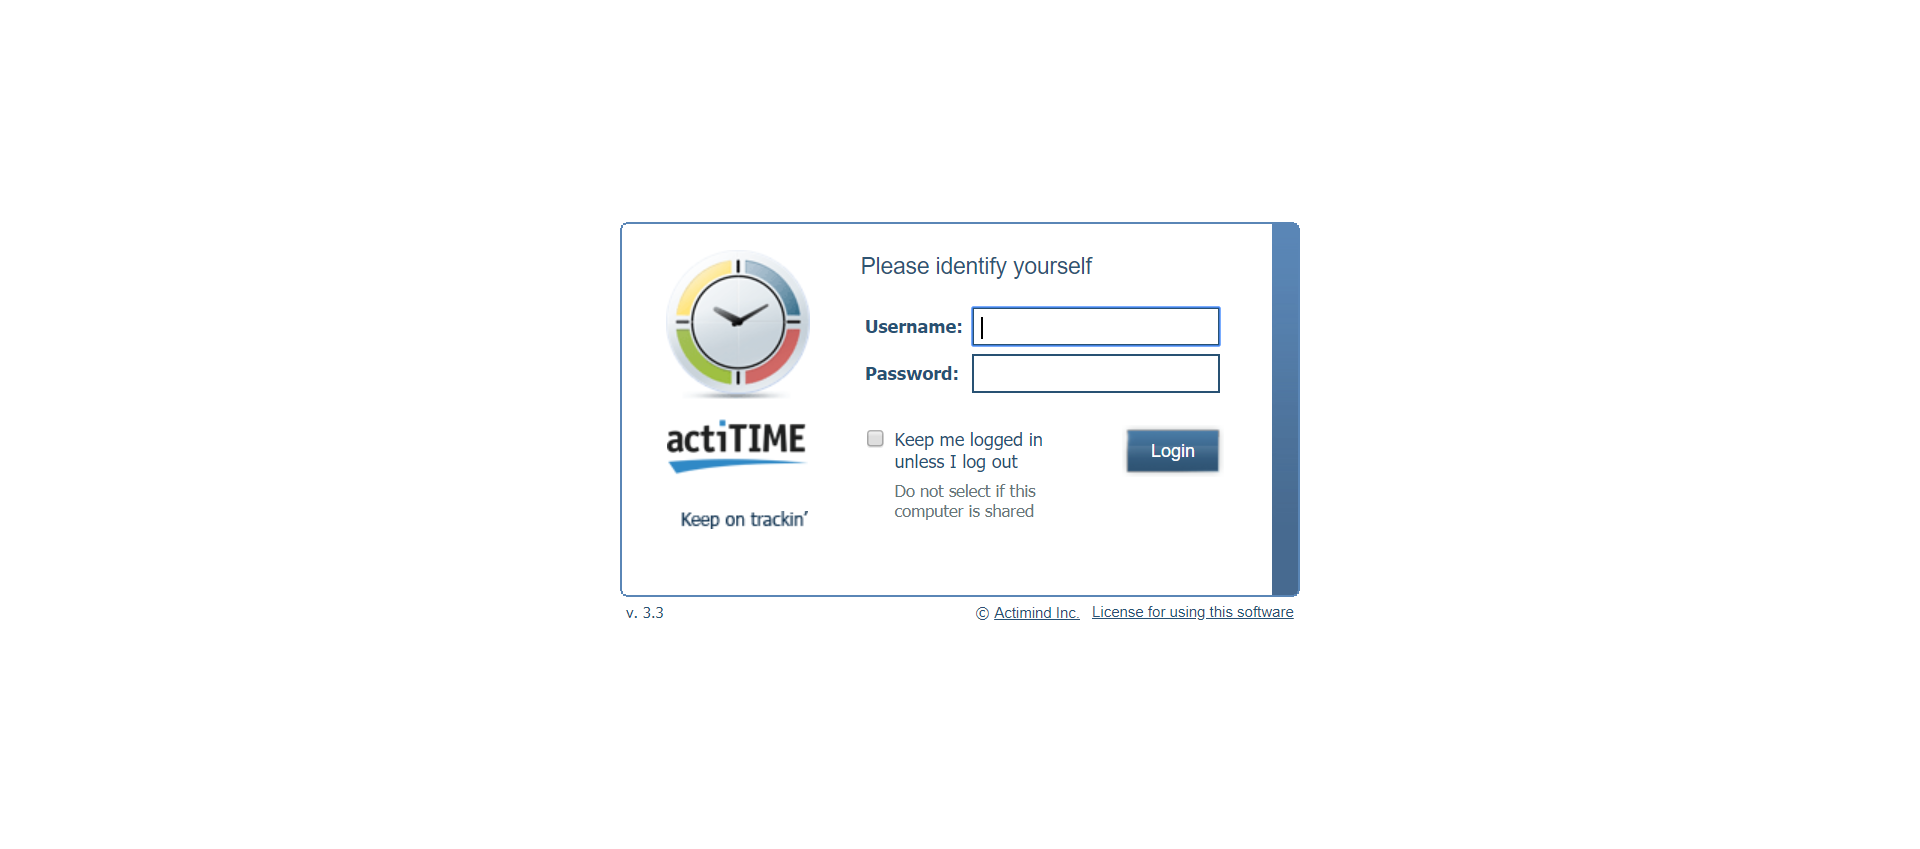 Please identify yourself
Username:
Password:
Keep me logged in
unless I log out
Login
Do not select if this
computer is shared
actiTIME
Keep on trackin'
v. 3.3
© Actimind Inc. License for using this software